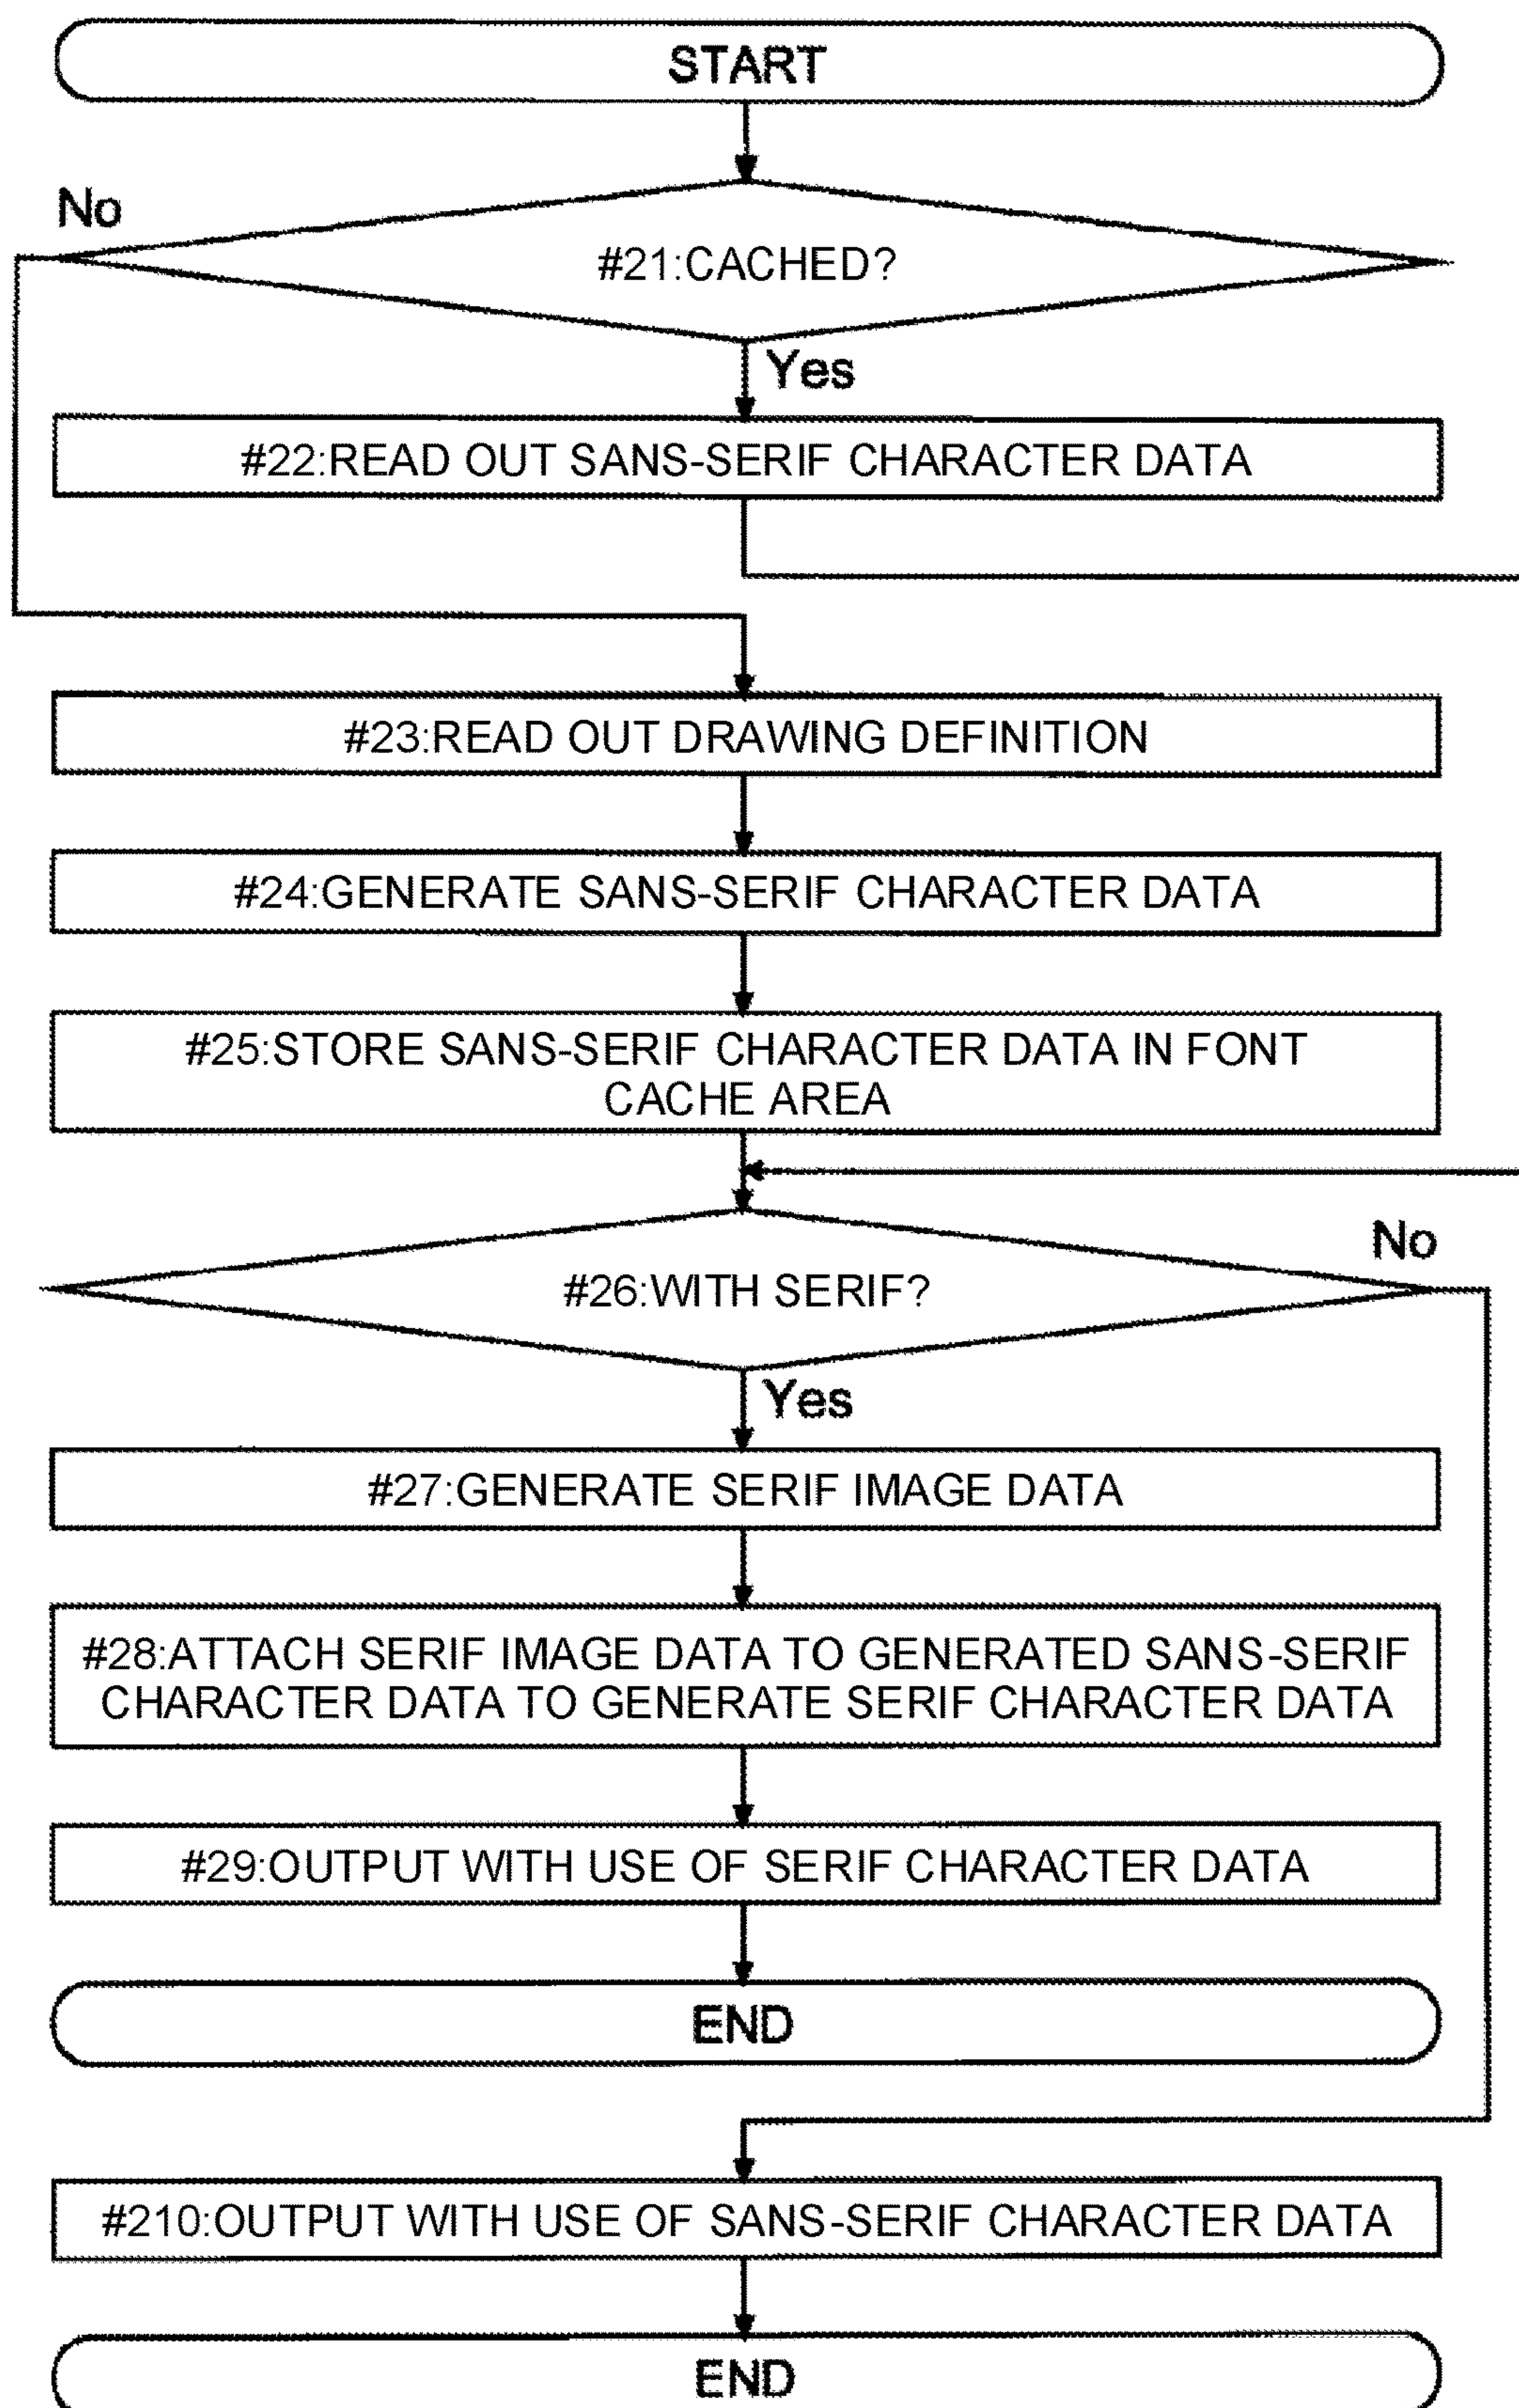 START
No
#21:CACHED?
Yes
#22:READ OUT SANS-SERIF CHARACTER DATA
#23:READ OUT DRAWING DEFINITION
#24:GENERATE SANS-SERIF CHARACTER DATA
#25:STORE SANS-SERIF CHARACTER DATA IN FONT
CACHE AREA
No
#26:WITH SERIF?
Yes
#27:GENERATE SERIF IMAGE DATA
#28:ATTACH SERIF IMAGE DATA TO GENERATED SANS-SERIF
CHARACTER DATA TO GENERATE SERIF CHARACTER DATA
#29:OUTPUT WITH USE OF SERIF CHARACTER DATA
END
#210:OUTPUT WITH USE OF SANS-SERIF CHARACTER DATA
END